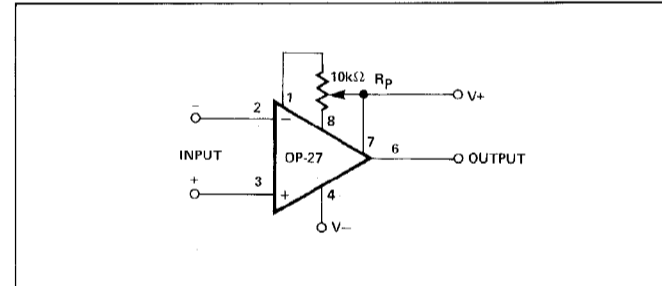 10kΩ RP
1
V+
−
2
−
8
7
INPUT
OP-27
6
OUTPUT
+
3
+
4
V−